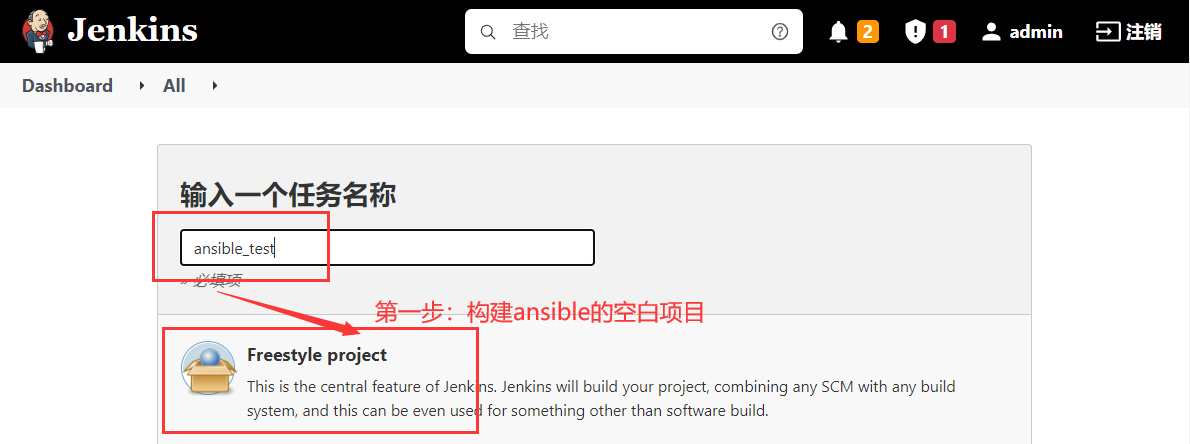 Jenkins
查找
2
1
admin
注销
Dashboard
All
输入一个任务名称
ansible_test
» 必填项
第一步：构建ansible的空白项目
Freestyle project
This is the central feature of Jenkins. Jenkins will build your project, combining any SCM with any build
system, and this can be even used for something other than software build.